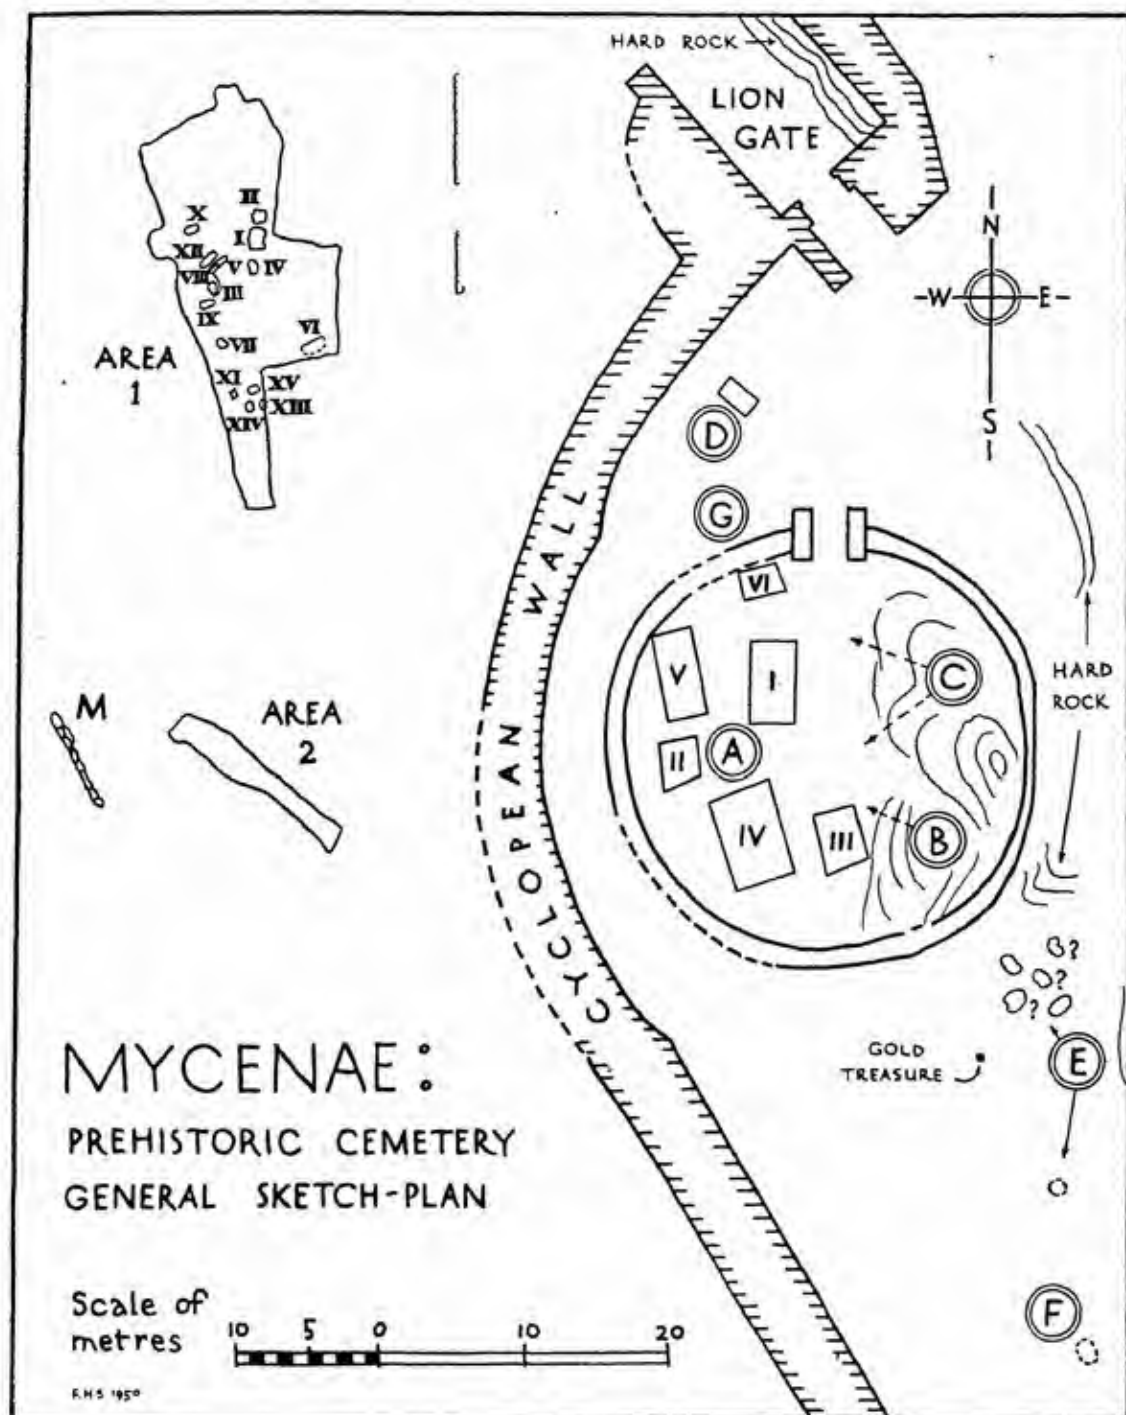 HARD ROCK
LION
GATE
N
W E
S
II
X
I
XII
V IV
VIII
III
IX
VI
VII
AREA
1
XI XV
XIII
XIV
D
G
CYCLOPEAN WALL
VI
V
I
C
HARD
ROCK
M
AREA
2
II
A
IV
III
B
?
?
?
GOLD
TREASURE
E
F
MYCENAE:
PREHISTORIC CEMETERY
GENERAL SKETCH-PLAN
Scale of
metres
10 5 0 10 20
F.H.S 1950